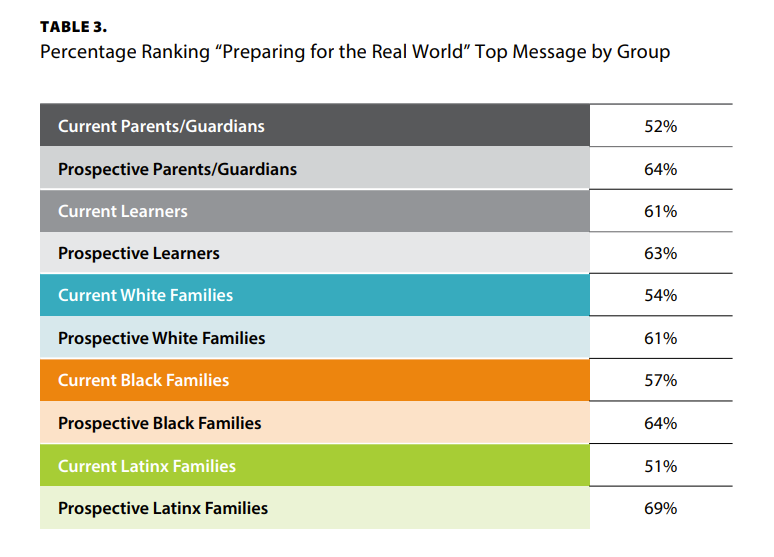 TABLE 3.
Percentage Ranking “Preparing for the Real World” Top Message by Group
Current Parents/Guardians 52%
Prospective Parents/Guardians 64%
Current Learners 61%
Prospective Learners 63%
Current White Families 54%
Prospective White Families 61%
Current Black Families 57%
Prospective Black Families 64%
Current Latinx Families 51%
Prospective Latinx Families 69%